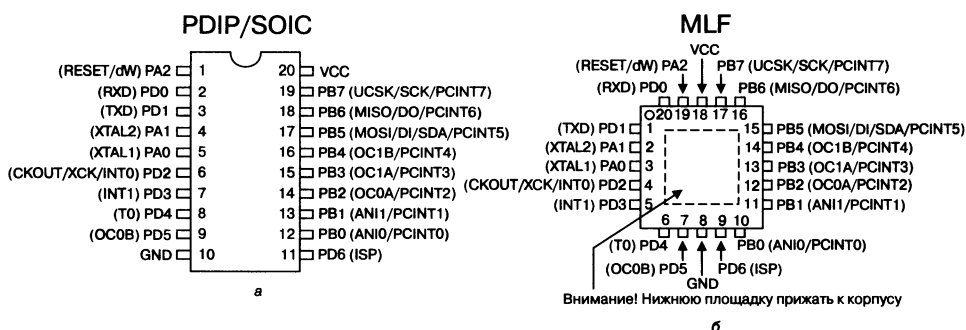 PDIP/SOIC
(RESET/dW) PA2 1 20 VCC
(RXD) PD0 2 19 PB7 (UCSK/SCK/PCINT7)
(TXD) PD1 3 18 PB6 (MISO/DO/PCINT6)
(XTAL2) PA1 4 17 PB5 (MOSI/DI/SDA/PCINT5)
(XTAL1) PA0 5 16 PB4 (OC1B/PCINT4)
(CKOUT/XCK/INT0) PD2 6 15 PB3 (OC1A/PCINT3)
(INT1) PD3 7 14 PB2 (OC0A/PCINT2)
(T0) PD4 8 13 PB1 (ANI1/PCINT1)
(OC0B) PD5 9 12 PB0 (ANI0/PCINT0)
GND 10 11 PD6 (ISP)
а
MLF
VCC
(RESET/dW) PA2 PB7 (UCSK/SCK/PCINT7)
(RXD) PD0 PB6 (MISO/DO/PCINT6)
20 19 18 17 16
(TXD) PD1 1 15 PB5 (MOSI/DI/SDA/PCINT5)
(XTAL2) PA1 2 14 PB4 (OC1B/PCINT4)
(XTAL1) PA0 3 13 PB3 (OC1A/PCINT3)
(CKOUT/XCK/INT0) PD2 4 12 PB2 (OC0A/PCINT2)
(INT1) PD3 5 11 PB1 (ANI1/PCINT1)
6 7 8 9 10
(T0) PD4 PB0 (ANI0/PCINT0)
(OC0B) PD5 PD6 (ISP)
GND
Внимание! Нижнюю площадку прижать к корпусу
б